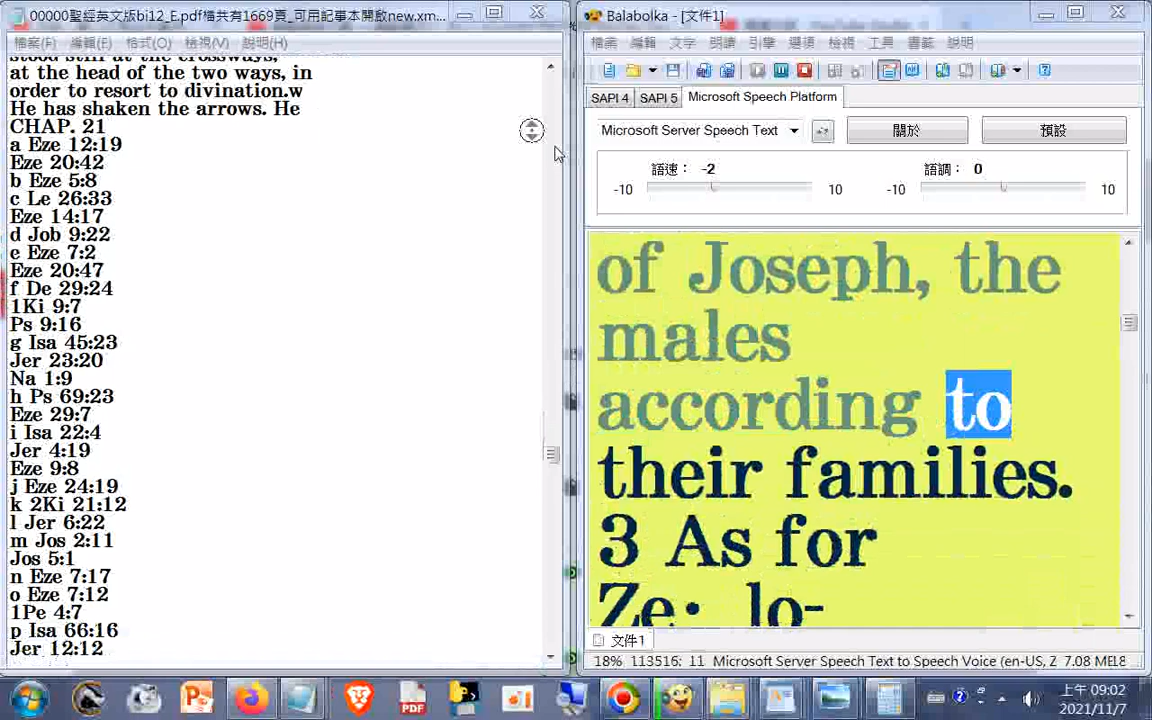 00000聖經英文版bi12_E.pdf檔共有1669頁_可用記事本開啟new.xm...
檔案(F) 編輯(E) 格式(O) 檢視(V) 說明(H)
stood still at the crossways,
at the head of the two ways, in
order to resort to divination.w
He has shaken the arrows. He
CHAP. 21
a Eze 12:19
Eze 20:42
b Eze 5:8
c Le 26:33
Eze 14:17
d Job 9:22
e Eze 7:2
Eze 20:47
f De 29:24
1Ki 9:7
Ps 9:16
g Isa 45:23
Jer 23:20
Na 1:9
h Ps 69:23
Eze 29:7
i Isa 22:4
Jer 4:19
Eze 9:8
j Eze 24:19
k 2Ki 21:12
l Jer 6:22
m Jos 2:11
Jos 5:1
n Eze 7:17
o Eze 7:12
1Pe 4:7
p Isa 66:16
Jer 12:12
Balabolka - [文件1]
檔案 編輯 文字 朗讀 引擎 選項 檢視 工具 書籤 說明
SAPI 4 SAPI 5 Microsoft Speech Platform
Microsoft Server Speech Text 關於 預設
語速: -2 語調: 0
-10 10 -10 10
of Joseph, the
males
according to
their families.
3 As for
Ze· lo-
文件1
18% 113516: 11 Microsoft Server Speech Text to Speech Voice (en-US, Z 7.08 MEL8
PDF
上午 09:02
2021/11/7